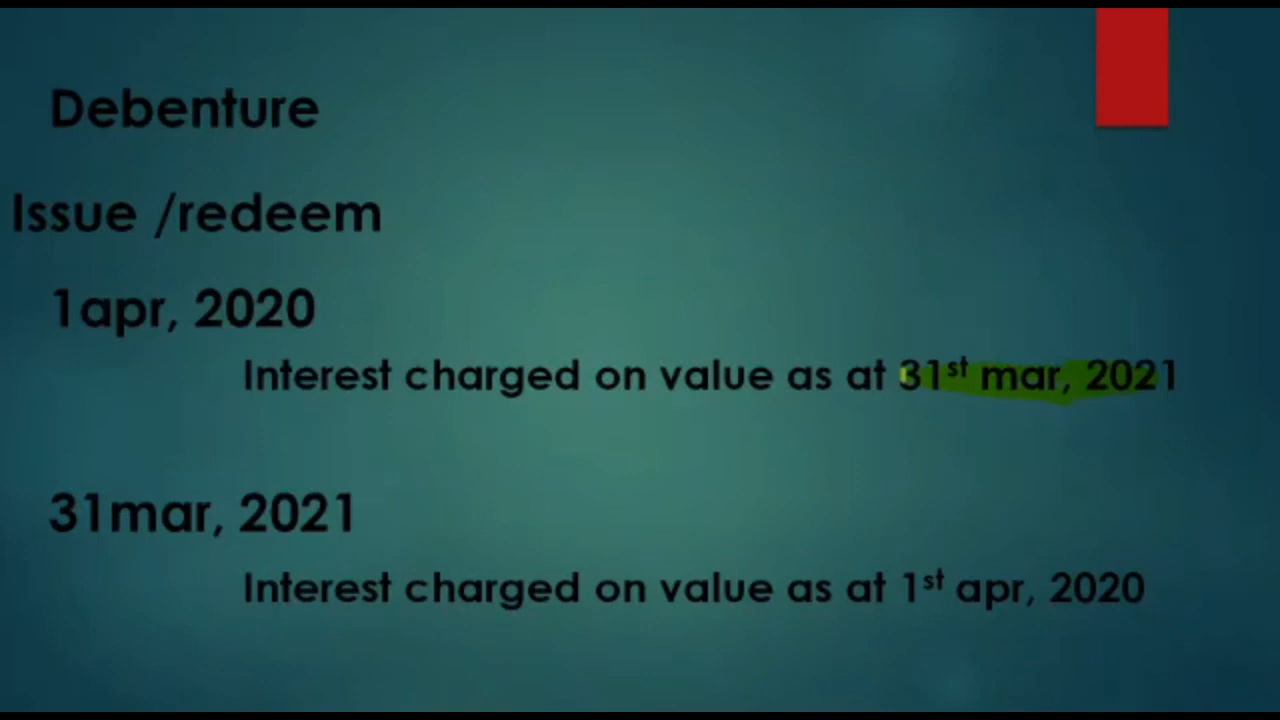 Debenture
Issue /redeem
1apr, 2020
Interest charged on value as at 31st mar, 2021
31mar, 2021
Interest charged on value as at 1st apr, 2020